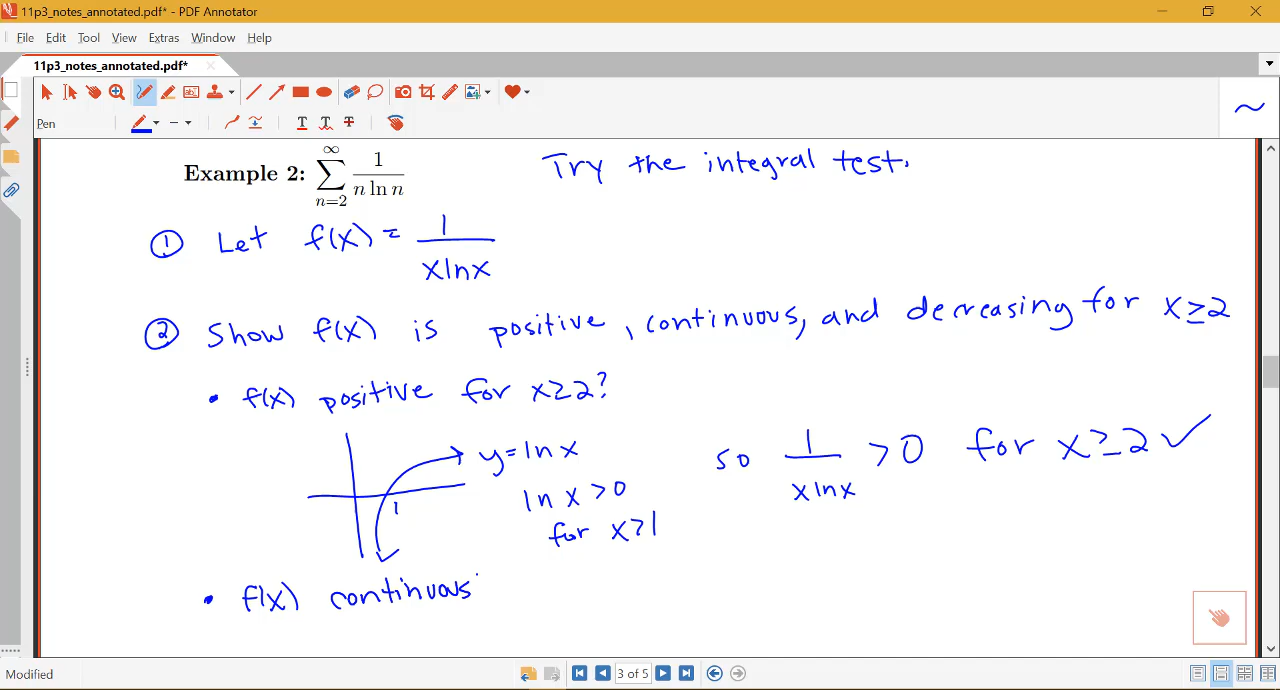 11p3_notes_annotated.pdf* - PDF Annotator
File Edit Tool View Extras Window Help
11p3_notes_annotated.pdf*
Pen
Example 2: ∑_{n=2}^{∞} 1/(n ln n) Try the integral test.
① Let f(x) = 1/(x ln x)
② Show f(x) is positive, continuous, and decreasing for x ≥ 2
• f(x) positive for x ≥ 2?
y = ln x
so 1/(x ln x) > 0 for x ≥ 2 ✓
1
ln x > 0
for x > 1
• f(x) continuous
Modified
3 of 5